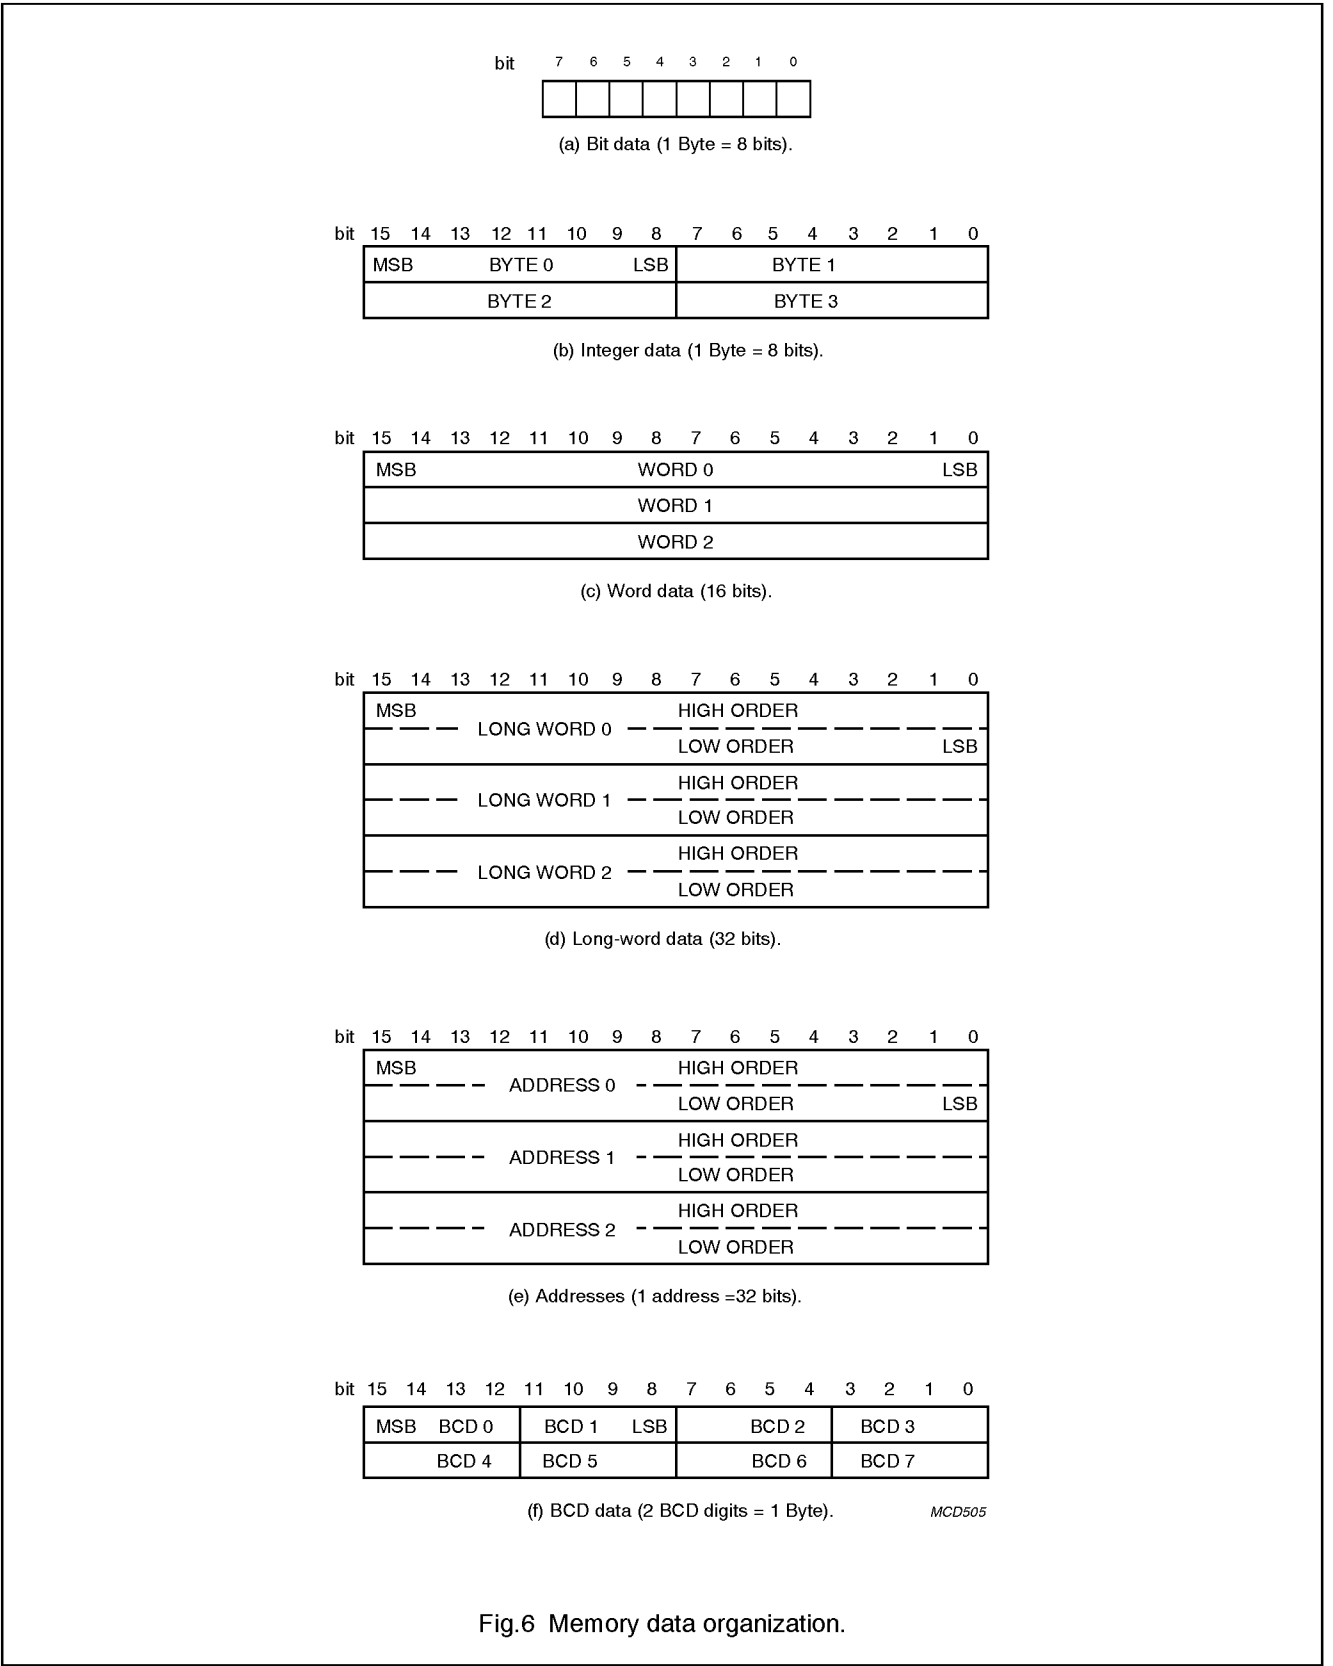 bit 7 6 5 4 3 2 1 0
(a) Bit data (1 Byte = 8 bits).
bit 15 14 13 12 11 10 9 8 7 6 5 4 3 2 1 0
MSB BYTE 0 LSB BYTE 1
BYTE 2 BYTE 3
(b) Integer data (1 Byte = 8 bits).
bit 15 14 13 12 11 10 9 8 7 6 5 4 3 2 1 0
MSB WORD 0 LSB
WORD 1
WORD 2
(c) Word data (16 bits).
bit 15 14 13 12 11 10 9 8 7 6 5 4 3 2 1 0
MSB HIGH ORDER
LONG WORD 0
LOW ORDER LSB
HIGH ORDER
LONG WORD 1
LOW ORDER
HIGH ORDER
LONG WORD 2
LOW ORDER
(d) Long-word data (32 bits).
bit 15 14 13 12 11 10 9 8 7 6 5 4 3 2 1 0
MSB HIGH ORDER
ADDRESS 0
LOW ORDER LSB
HIGH ORDER
ADDRESS 1
LOW ORDER
HIGH ORDER
ADDRESS 2
LOW ORDER
(e) Addresses (1 address =32 bits).
bit 15 14 13 12 11 10 9 8 7 6 5 4 3 2 1 0
MSB BCD 0 BCD 1 LSB BCD 2 BCD 3
BCD 4 BCD 5 BCD 6 BCD 7
(f) BCD data (2 BCD digits = 1 Byte).
MCD505
Fig.6 Memory data organization.